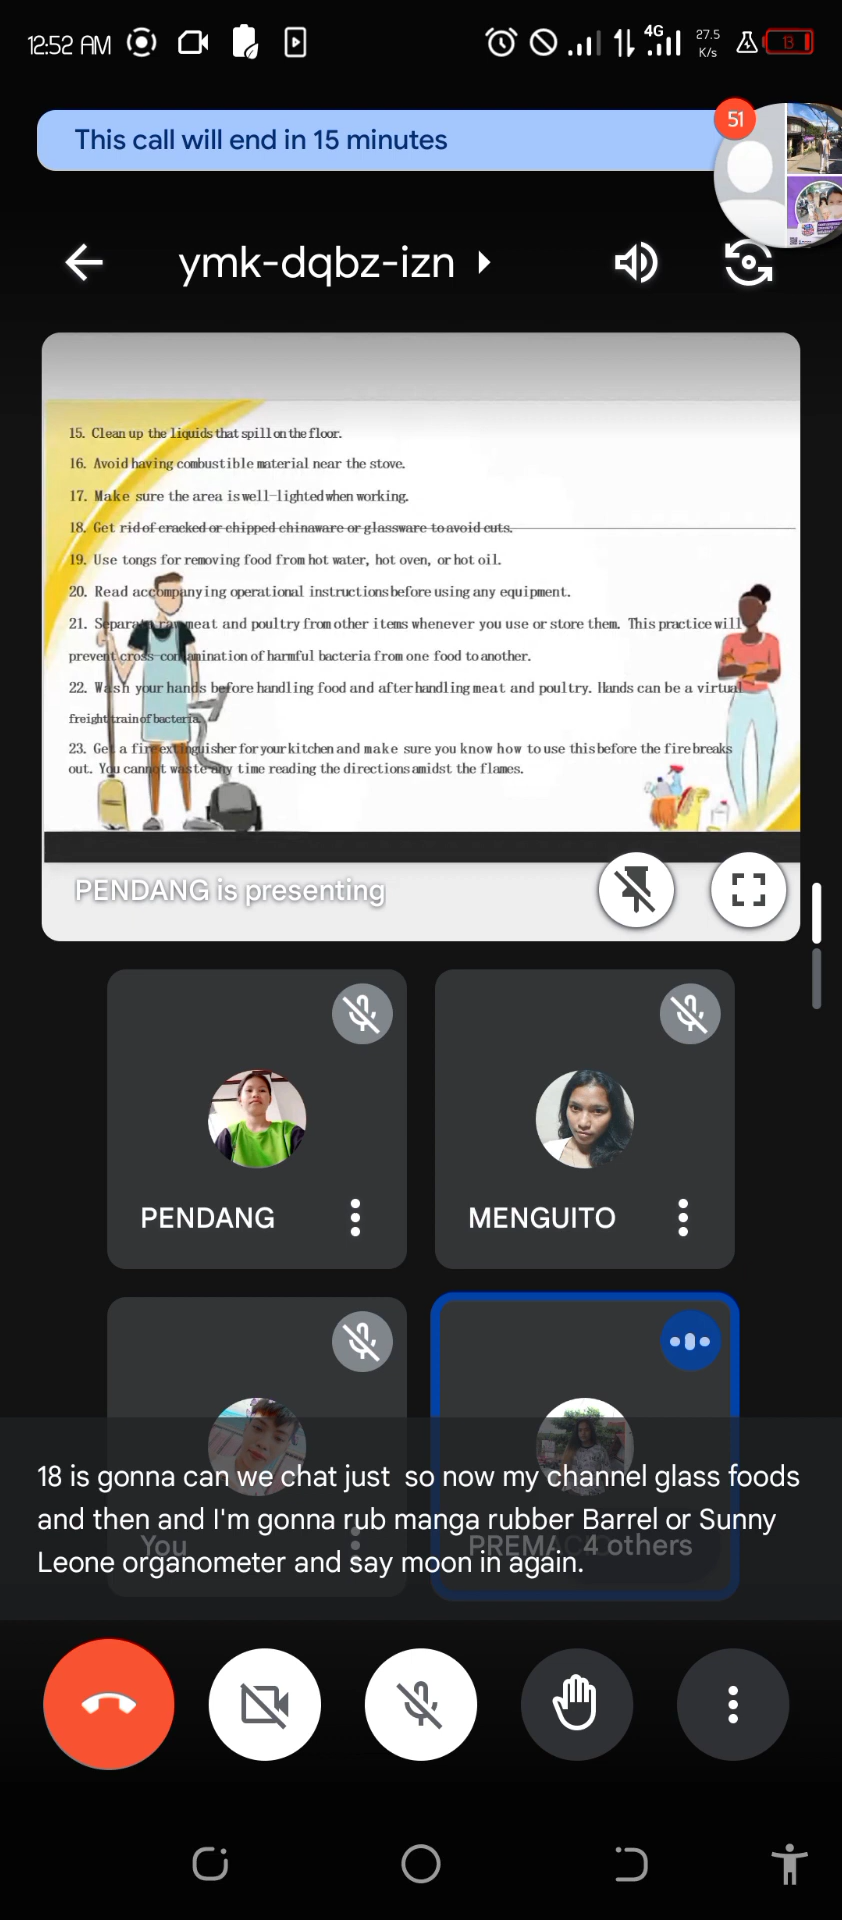 12:52 AM 4G 27.5 K/s 13
This call will end in 15 minutes
51
ymk-dqbz-izn
15. Clean up the liquids that spill on the floor.
16. Avoid having combustible material near the stove.
17. Make sure the area is well-lighted when working.
18. Get rid of cracked or chipped chinaware or glassware to avoid cuts.
19. Use tongs for removing food from hot water, hot oven, or hot oil.
20. Read accompanying operational instructions before using any equipment.
21. Separate raw meat and poultry from other items whenever you use or store them. This practice will
prevent cross-contamination of harmful bacteria from one food to another.
22. Wash your hands before handling food and after handling meat and poultry. Hands can be a virtual
freight train of bacteria.
23. Get a fire extinguisher for your kitchen and make sure you know how to use this before the fire breaks
out. You cannot waste any time reading the directions amidst the flames.
PENDANG is presenting
PENDANG
MENGUITO
18 is gonna can we chat just so now my channel glass foods
and then and I'm gonna rub manga rubber Barrel or Sunny
Leone organometer and say moon in again.
You
4 others